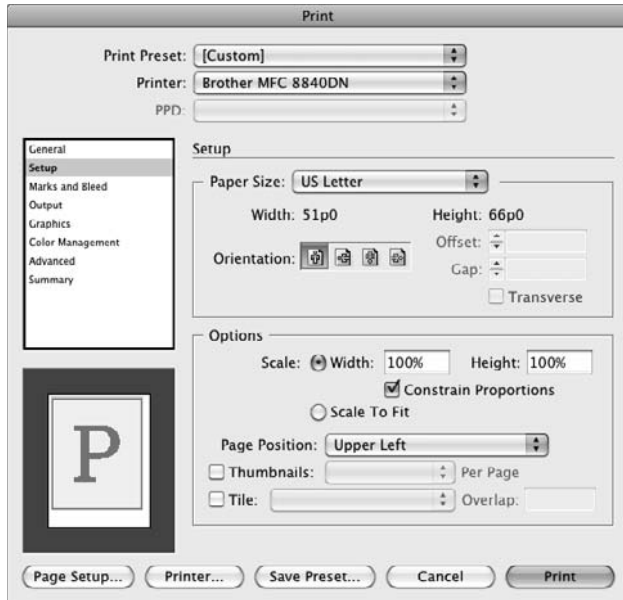 Print
Print Preset: [Custom]
Printer: Brother MFC 8840DN
PPD:
General
Setup
Marks and Bleed
Output
Graphics
Color Management
Advanced
Summary
Setup
Paper Size: US Letter
Width: 51p0 Height: 66p0
Orientation: Offset:
Gap:
Transverse
Options
Scale: Width: 100% Height: 100%
Constrain Proportions
Scale To Fit
Page Position: Upper Left
Thumbnails: Per Page
Tile: Overlap:
P
Page Setup... Printer... Save Preset... Cancel Print